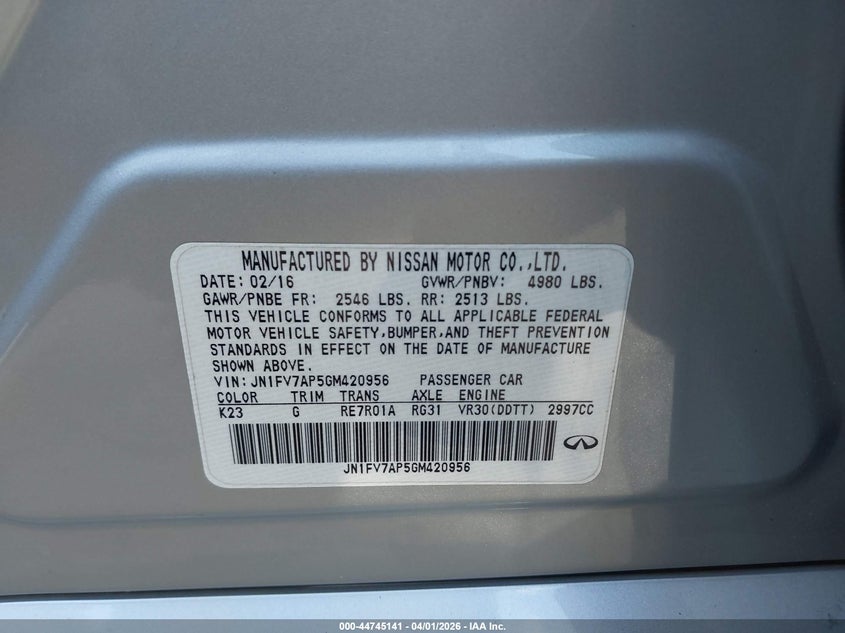 MANUFACTURED BY NISSAN MOTOR CO.,LTD.
DATE: 02/16 GVWR/PNBV: 4980 LBS.
GAWR/PNBE FR: 2546 LBS. RR: 2513 LBS.
THIS VEHICLE CONFORMS TO ALL APPLICABLE FEDERAL
MOTOR VEHICLE SAFETY,BUMPER,AND THEFT PREVENTION
STANDARDS IN EFFECT ON THE DATE OF MANUFACTURE
SHOWN ABOVE.
VIN: JN1FV7AP5GM420956 PASSENGER CAR
COLOR TRIM TRANS AXLE ENGINE
K23 G RE7R01A RG31 VR30(DDTT) 2997CC
JN1FV7AP5GM420956
000-44745141 - 04/01/2026 - IAA Inc.